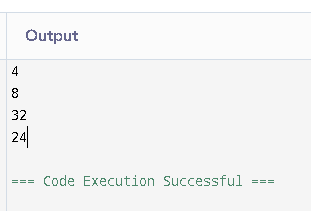 Output
4
8
32
24
=== Code Execution Successful ===